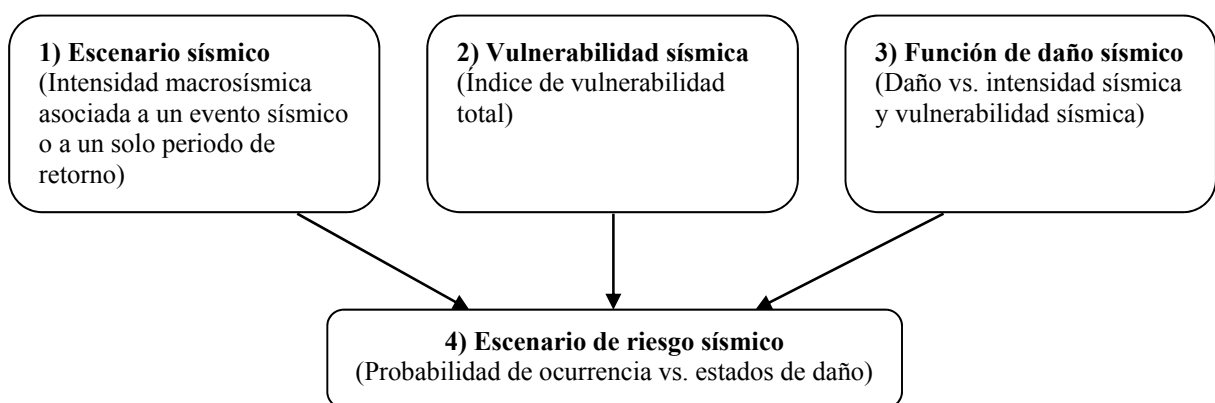 1) Escenario sísmico
(Intensidad macrosísmica
asociada a un evento sísmico
o a un solo periodo de
retorno)
2) Vulnerabilidad sísmica
(Índice de vulnerabilidad
total)
3) Función de daño sísmico
(Daño vs. intensidad sísmica
y vulnerabilidad sísmica)
4) Escenario de riesgo sísmico
(Probabilidad de ocurrencia vs. estados de daño)